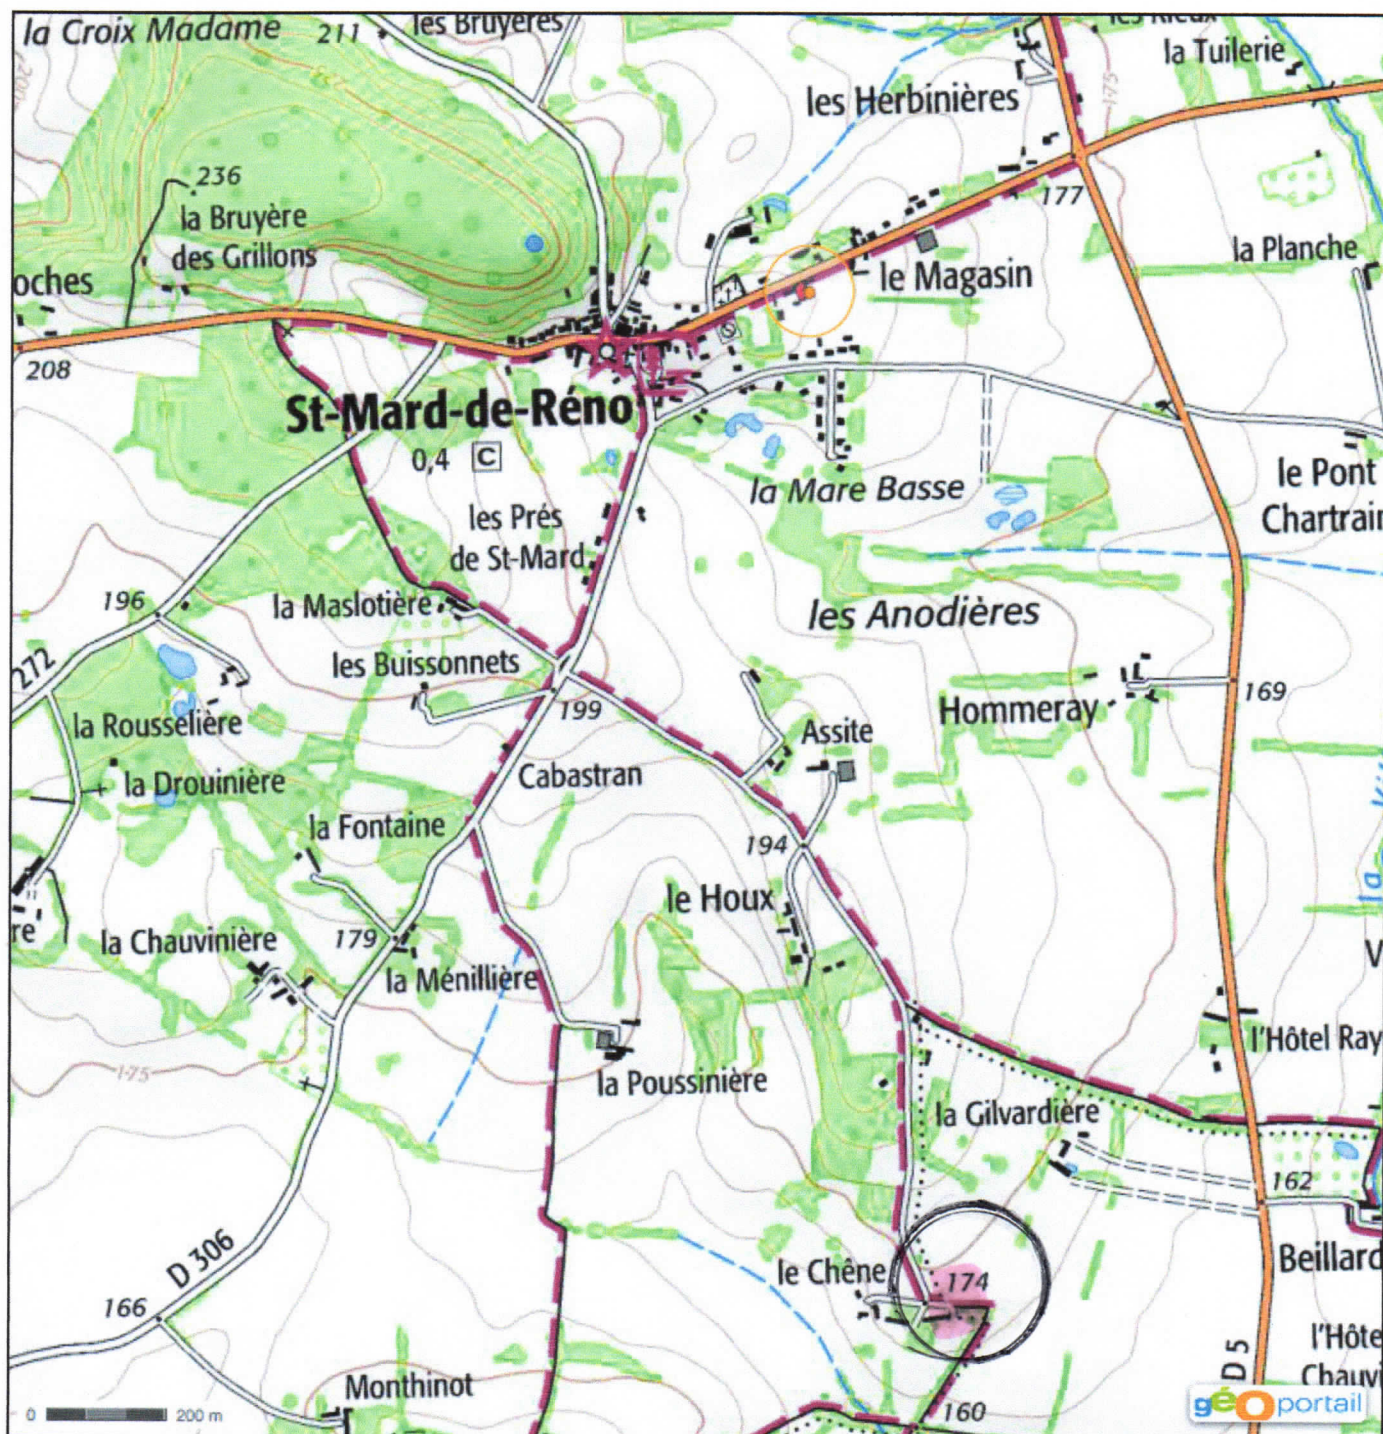 la Croix Madame
211
les Bruyères
la Tuilerie
les Herbinières
175
200
236
la Bruyère
des Grillons
177
la Planche
oches
le Magasin
208
St-Mard-de-Réno
0,4 C
la Mare Basse
le Pont
Chartrain
les Prés
de St-Mard
196
la Maslotière
les Anodières
272
les Buissonnets
199
Hommeray
169
la Rousselière
Assite
la Drouinière
Cabastran
la Fontaine
194
le Houx
re
la Chauvinière
179
la Ménillière
V
l'Hôtel Ray
175
la Poussinière
la Gilvardière
162
D 306
le Chêne
174
Beillard
166
l'Hôte
Chauvi
D 5
Monthinot
0
200 m
160
géoportail